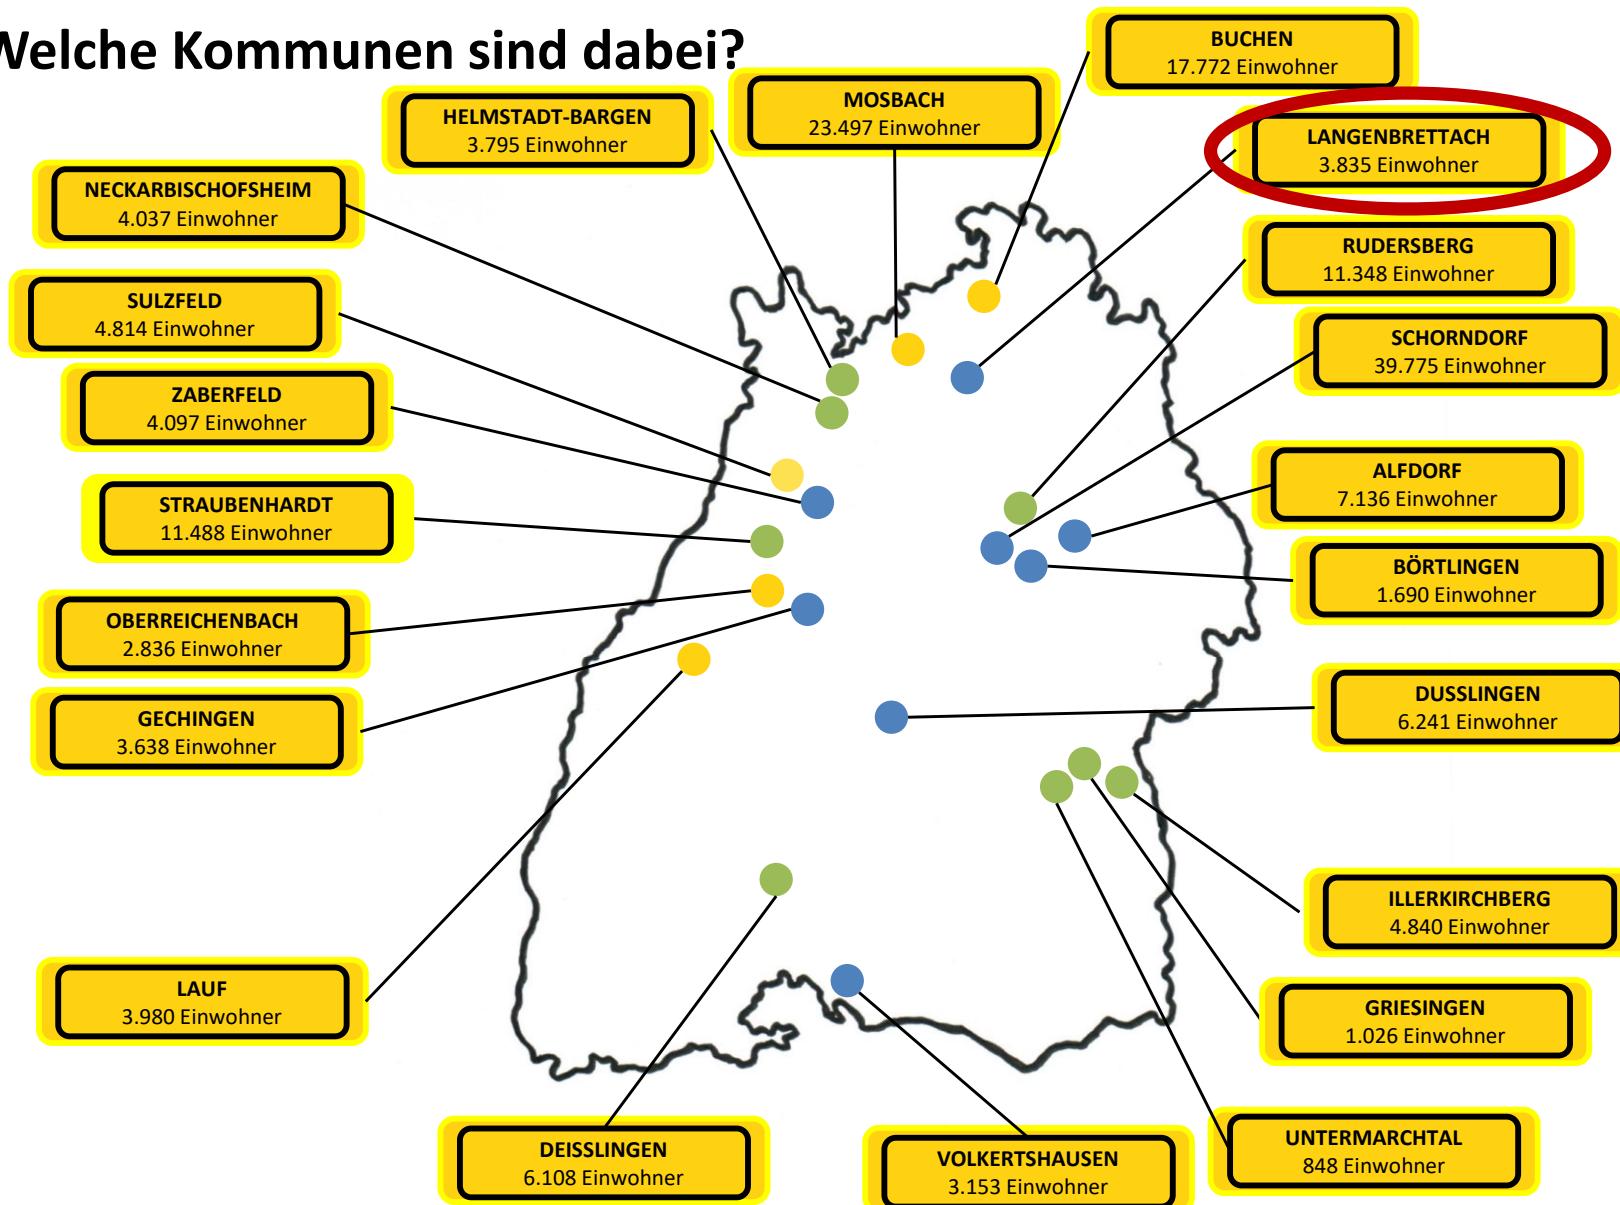 Welche Kommunen sind dabei?
BUCHEN
17.772 Einwohner
MOSBACH
23.497 Einwohner
HELMSTADT-BARGEN
3.795 Einwohner
LANGENBRETTACH
3.835 Einwohner
NECKARBISCHOFSHEIM
4.037 Einwohner
RUDERSBERG
11.348 Einwohner
SULZFELD
4.814 Einwohner
SCHORNDORF
39.775 Einwohner
ZABERFELD
4.097 Einwohner
ALFDORF
7.136 Einwohner
STRAUBENHARDT
11.488 Einwohner
BÖRTLINGEN
1.690 Einwohner
OBERREICHENBACH
2.836 Einwohner
DUSSLINGEN
6.241 Einwohner
GECHINGEN
3.638 Einwohner
ILLERKIRCHBERG
4.840 Einwohner
LAUF
3.980 Einwohner
GRIESINGEN
1.026 Einwohner
UNTERMARCHTAL
848 Einwohner
DEISSLINGEN
6.108 Einwohner
VOLKERTSHAUSEN
3.153 Einwohner